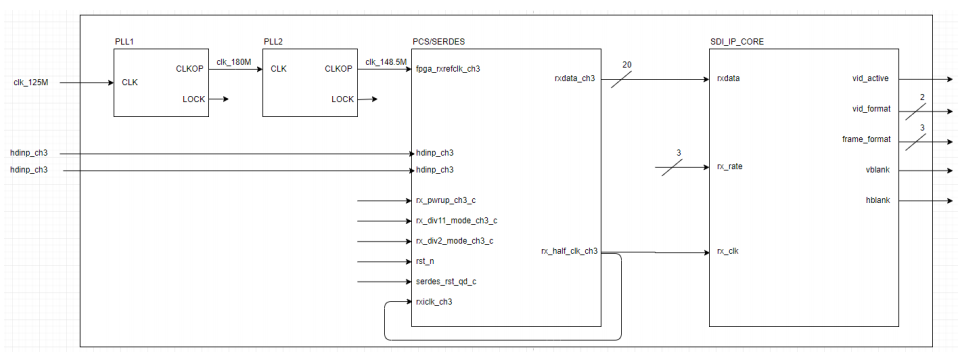 PLL1
PLL2
PCS/SERDES
SDI_IP_CORE
clk_125M
CLK
CLKOP
LOCK
clk_180M
CLK
CLKOP
LOCK
clk_148.5M
fpga_rxrefclk_ch3
rxdata_ch3
20
rxdata
vid_active
vid_format
2
frame_format
3
hdinp_ch3
hdinp_ch3
hdinp_ch3
hdinp_ch3
3
rx_rate
vblank
hblank
rx_pwrup_ch3_c
rx_div11_mode_ch3_c
rx_div2_mode_ch3_c
rst_n
serdes_rst_qd_c
rxiclk_ch3
rx_half_clk_ch3
rx_clk